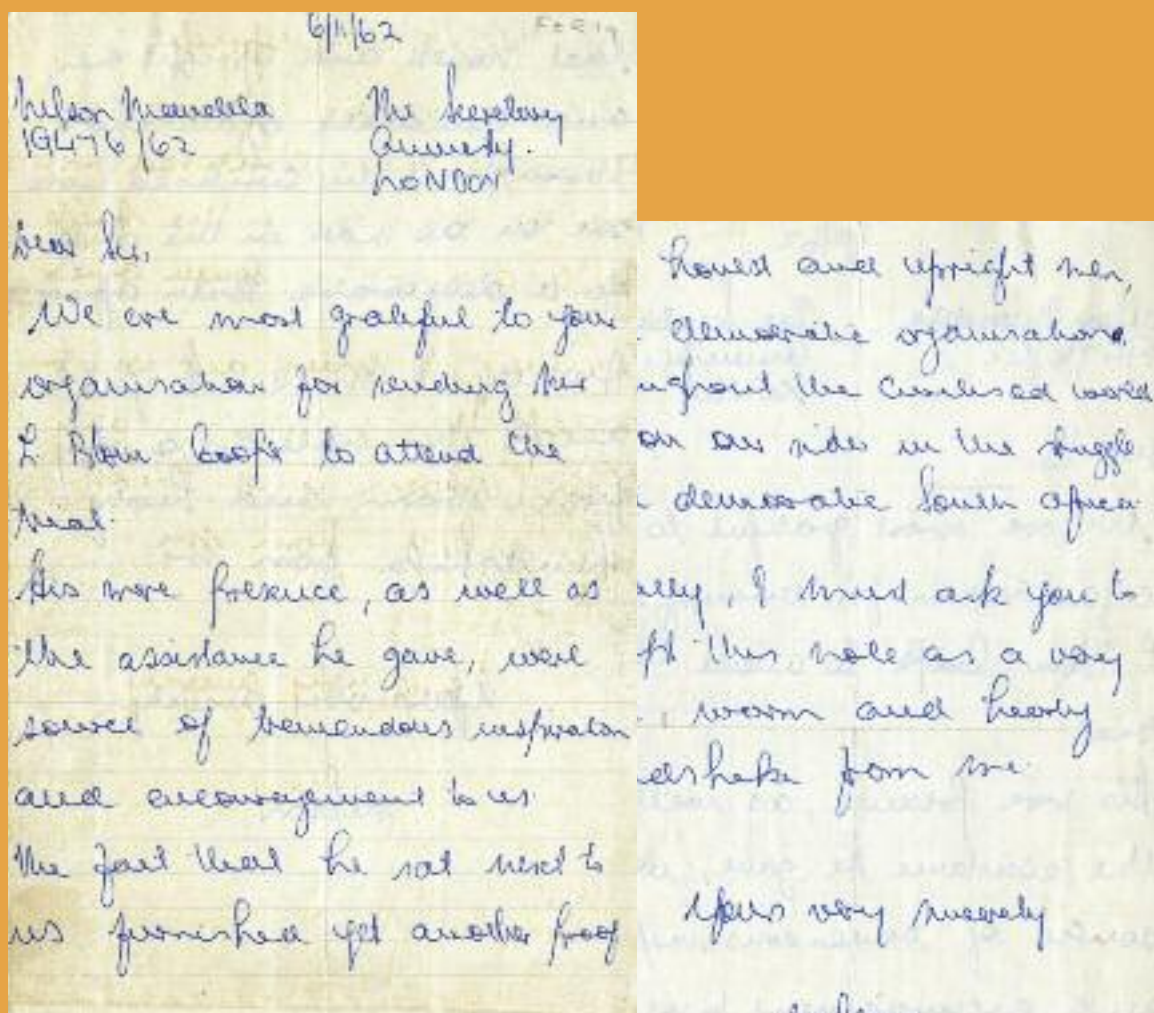 6/11/62
Nelson Mandela
19476/62
The Secretary
Amnesty.
LONDON
Dear Sir,
We are most grateful to your
organisation for sending Mr
L Blom Cooper to attend the
trial.
His mere presence, as well as
the assistance he gave, were
source of tremendous inspiration
and encouragement to us.
The fact that he sat next to
us furnished yet another proof
honest and upright men,
democratic organisations
ughout the civilised world
on our side in the struggle
democratic South Africa.
ally, I must ask you to
pt this note as a very
, warm and hearty
dshake from me.
Yours very sincerely